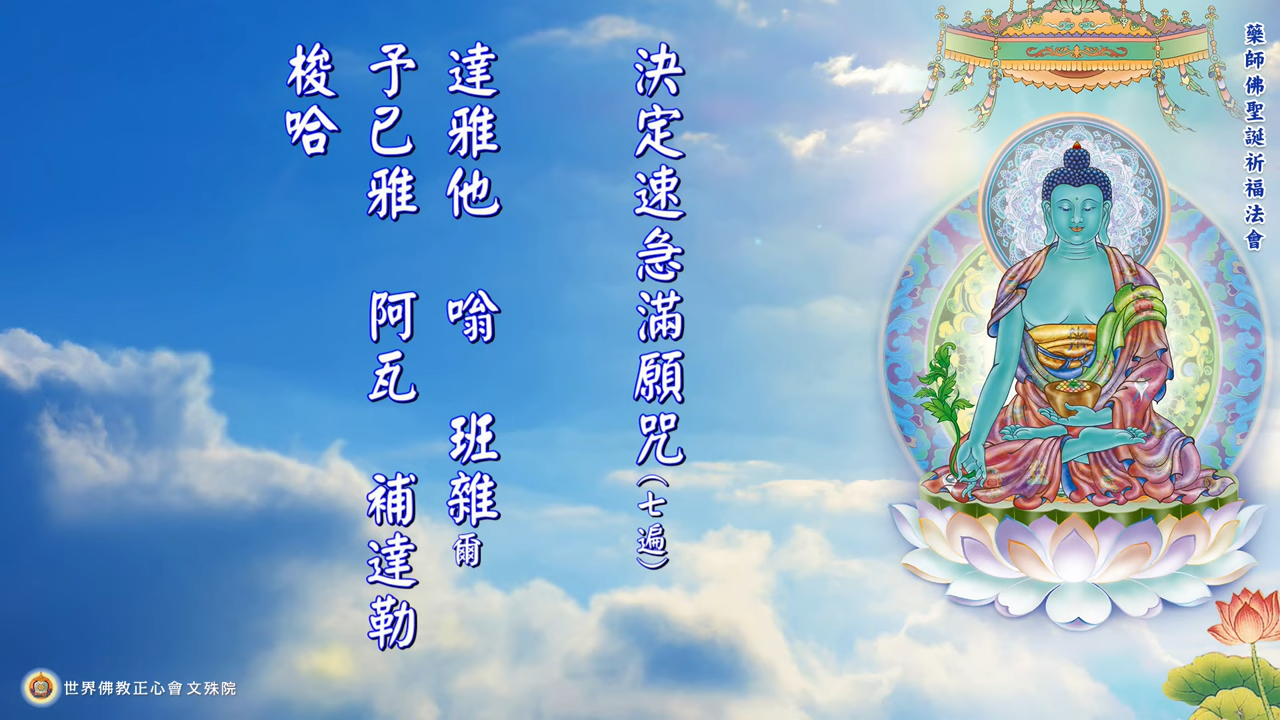 藥師佛聖誕祈福法會
決定速急滿願咒（七遍）
達雅他 嗡 班雜爾
予已雅 阿瓦 補達勒
梭哈
世界佛教正心會文殊院